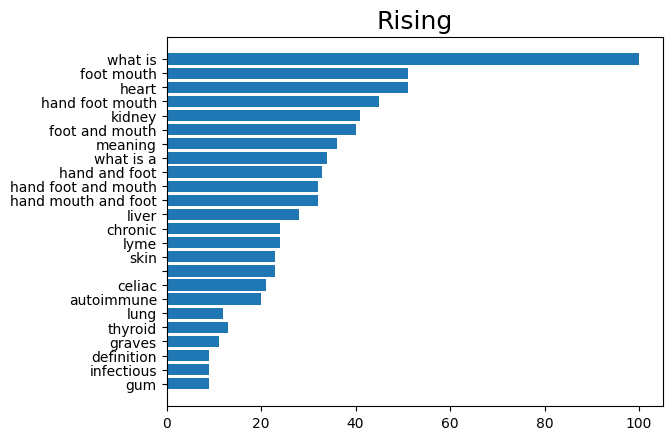 Rising
what is
foot mouth
heart
hand foot mouth
kidney
foot and mouth
meaning
what is a
hand and foot
hand foot and mouth
hand mouth and foot
liver
chronic
lyme
skin
celiac
autoimmune
lung
thyroid
graves
definition
infectious
gum
0 20 40 60 80 100